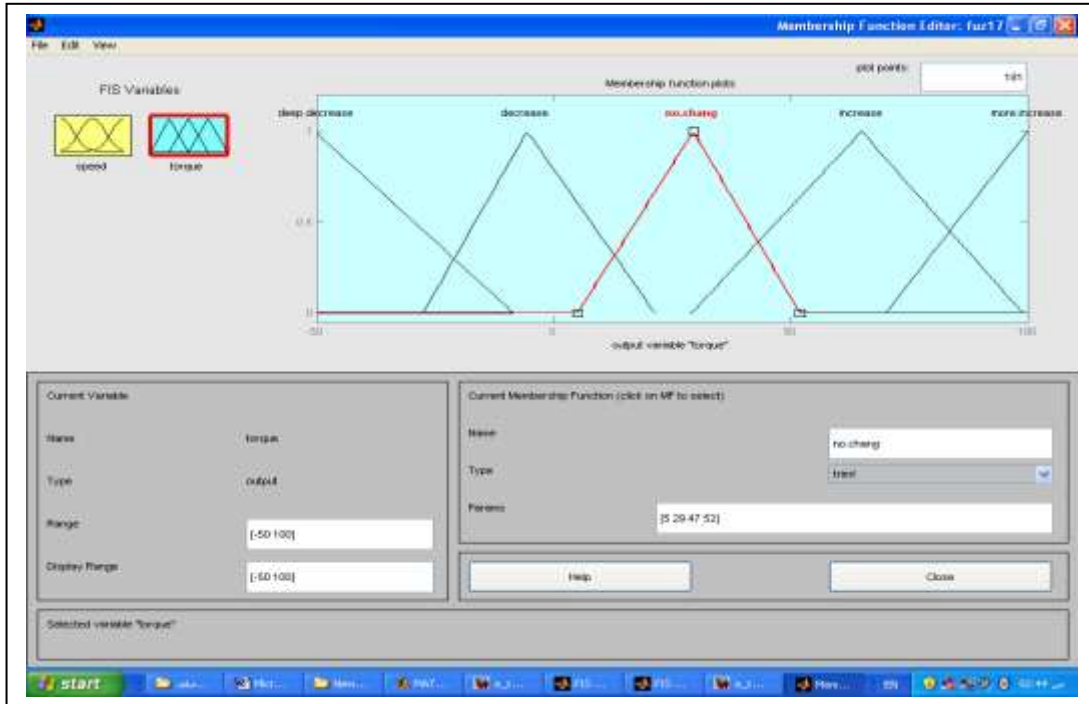 Membership Function Editor: fuz17
File Edit View
FIS Variables
speed
torque
Membership function plots
plot points:
181
deep.decrease decrease no.chang increase more.increase
1
0.5
0
-50 0 50 100
output variable "torque"
Current Variable
Name torque
Type output
Range [-50 100]
Display Range [-50 100]
Current Membership Function (click on MF to select)
Name no.chang
Type trimf
Params [5 29.47 52]
Help Close
Selected variable "torque"
start
FIS ...
FIS ...
Mem...
EN